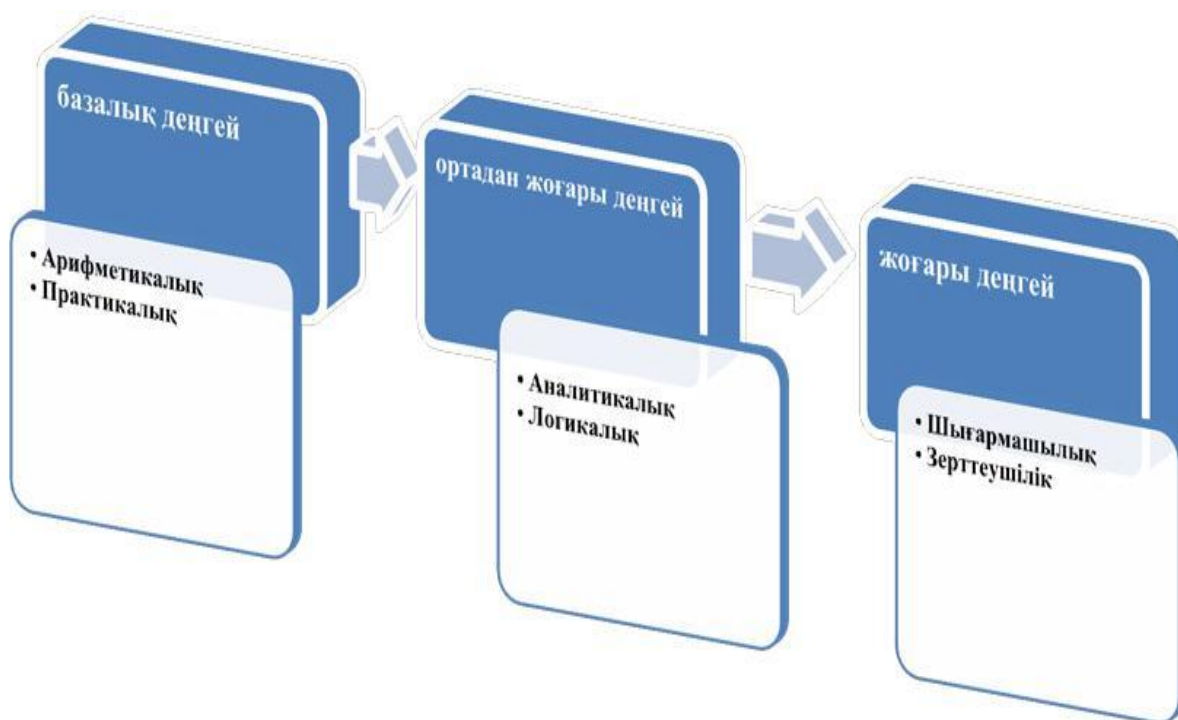 базалық деңгей
• Арифметикалық
• Практикалық
ортадан жоғары деңгей
• Аналитикалық
• Логикалық
жоғары деңгей
• Шығармашылық
• Зерттеушілік